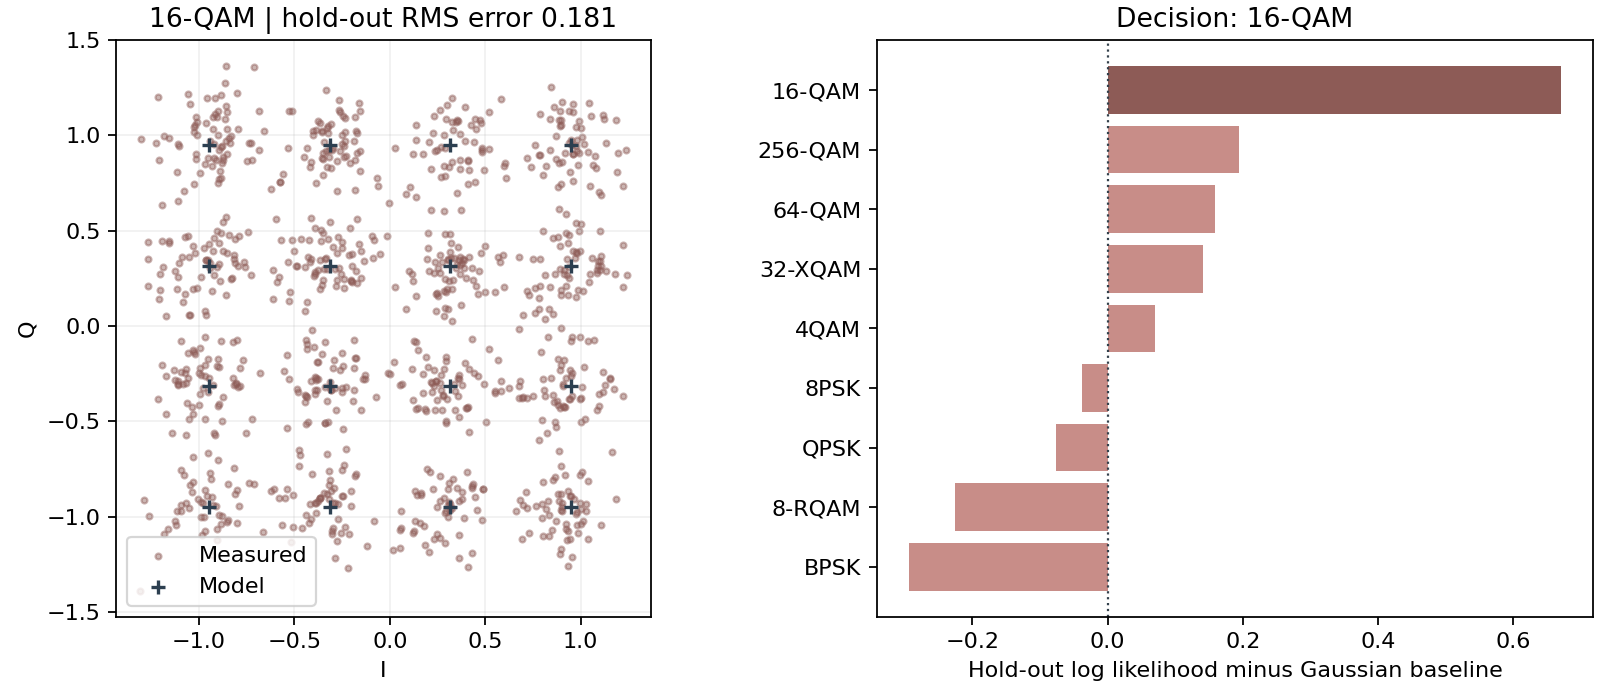 16-QAM | hold-out RMS error 0.181
1.5
1.0
0.5
0.0
−0.5
−1.0
−1.5
Q
Measured
Model
−1.0
−0.5
0.0
0.5
1.0
I
Decision: 16-QAM
16-QAM
256-QAM
64-QAM
32-XQAM
4QAM
8PSK
QPSK
8-RQAM
BPSK
−0.2
0.0
0.2
0.4
0.6
Hold-out log likelihood minus Gaussian baseline